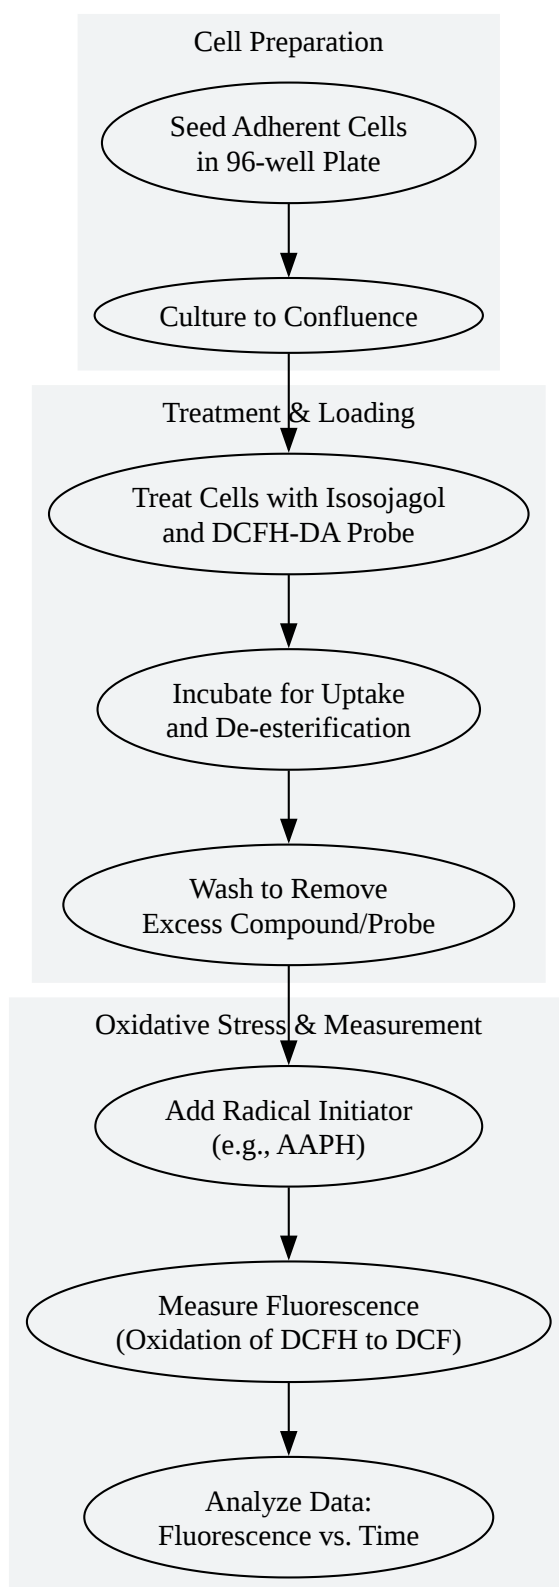 Cell Preparation
Seed Adherent Cells
in 96-well Plate
Culture to Confluence
Treatment & Loading
Treat Cells with Isosojagol
and DCFH-DA Probe
Incubate for Uptake
and De-esterification
Wash to Remove
Excess Compound/Probe
Oxidative Stress & Measurement
Add Radical Initiator
(e.g., AAPH)
Measure Fluorescence
(Oxidation of DCFH to DCF)
Analyze Data:
Fluorescence vs. Time